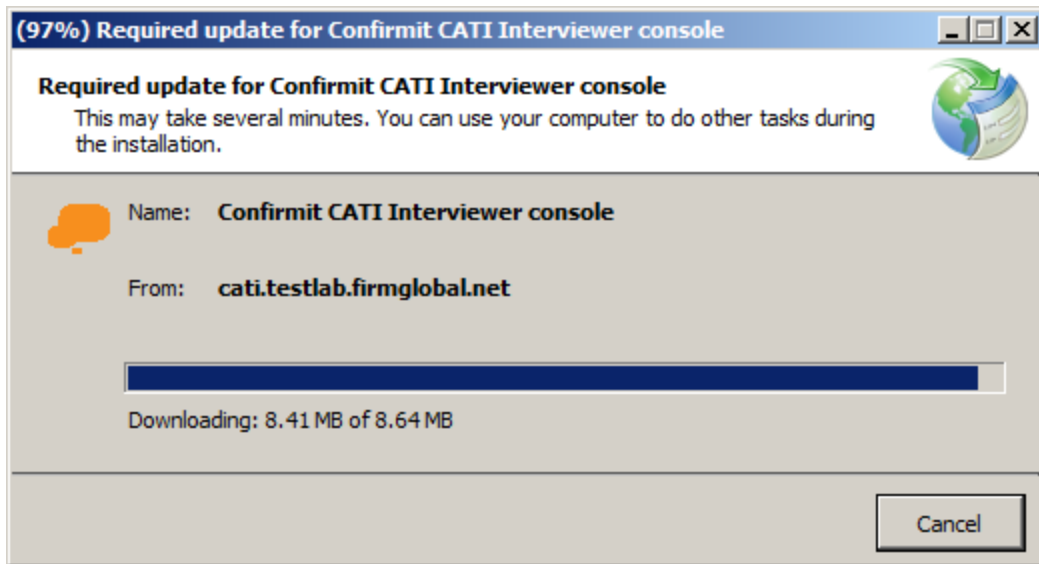 (97%) Required update for Confirmit CATI Interviewer console
Required update for Confirmit CATI Interviewer console
This may take several minutes. You can use your computer to do other tasks during
the installation.
Name: Confirmit CATI Interviewer console
From: cati.testlab.firmglobal.net
Downloading: 8.41 MB of 8.64 MB
Cancel